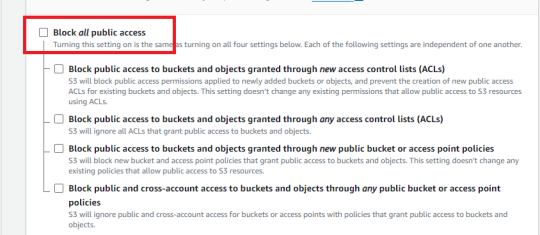 Block all public access
Turning this setting on is the same as turning on all four settings below. Each of the following settings are independent of one another.
Block public access to buckets and objects granted through new access control lists (ACLs)
S3 will block public access permissions applied to newly added buckets or objects, and prevent the creation of new public access
ACLs for existing buckets and objects. This setting doesn't change any existing permissions that allow public access to S3 resources
using ACLs.
Block public access to buckets and objects granted through any access control lists (ACLs)
S3 will ignore all ACLs that grant public access to buckets and objects.
Block public access to buckets and objects granted through new public bucket or access point policies
S3 will block new bucket and access point policies that grant public access to buckets and objects. This setting doesn't change any
existing policies that allow public access to S3 resources.
Block public and cross-account access to buckets and objects through any public bucket or access point
policies
S3 will ignore public and cross-account access for buckets or access points with policies that grant public access to buckets and
objects.